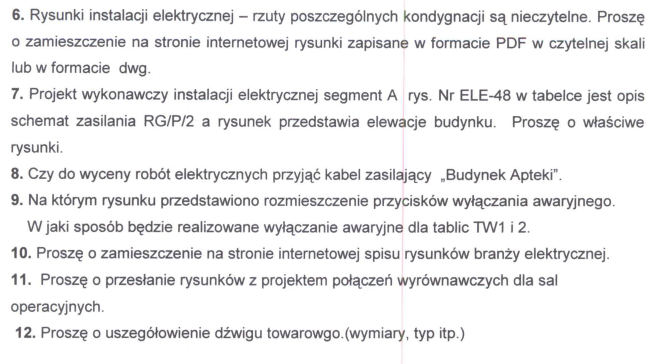 6. Rysunki instalacji elektrycznej – rzuty poszczególnych kondygnacji są nieczytelne. Proszę
o zamieszczenie na stronie internetowej rysunki zapisane w formacie PDF w czytelnej skali
lub w formacie dwg.
7. Projekt wykonawczy instalacji elektrycznej segment A rys. Nr ELE-48 w tabelce jest opis
schemat zasilania RG/P/2 a rysunek przedstawia elewacje budynku. Proszę o właściwe
rysunki.
8. Czy do wyceny robót elektrycznych przyjąć kabel zasilający „Budynek Apteki”.
9. Na którym rysunku przedstawiono rozmieszczenie przycisków wyłączania awaryjnego.
W jaki sposób będzie realizowane wyłączanie awaryjne dla tablic TW1 i 2.
10. Proszę o zamieszczenie na stronie internetowej spisu rysunków branży elektrycznej.
11. Proszę o przesłanie rysunków z projektem połączeń wyrównawczych dla sal
operacyjnych.
12. Proszę o uszegółowienie dźwigu towarowgo.(wymiary, typ itp.)